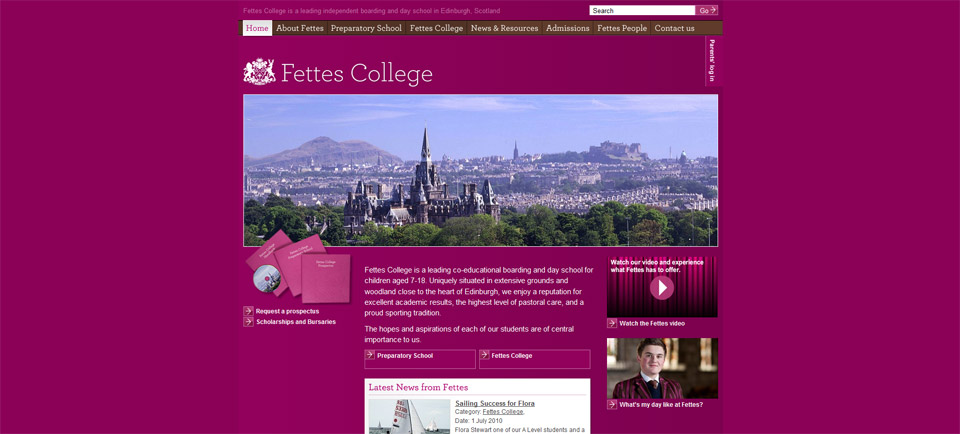 Fettes College is a leading independent boarding and day school in Edinburgh, Scotland
Search
Go
Home
About Fettes
Preparatory School
Fettes College
News & Resources
Admissions
Fettes People
Contact us
Parents' log in
Fettes College
Request a prospectus
Scholarships and Bursaries
Fettes College is a leading co-educational boarding and day school for
children aged 7-18. Uniquely situated in extensive grounds and
woodland close to the heart of Edinburgh, we enjoy a reputation for
excellent academic results, the highest level of pastoral care, and a
proud sporting tradition.
The hopes and aspirations of each of our students are of central
importance to us.
Preparatory School
Fettes College
Latest News from Fettes
Sailing Success for Flora
Category: Fettes College,
Date: 1 July 2010
Flora Stewart one of our A Level students and a
Watch our video and experience
what Fettes has to offer.
Watch the Fettes video
What's my day like at Fettes?